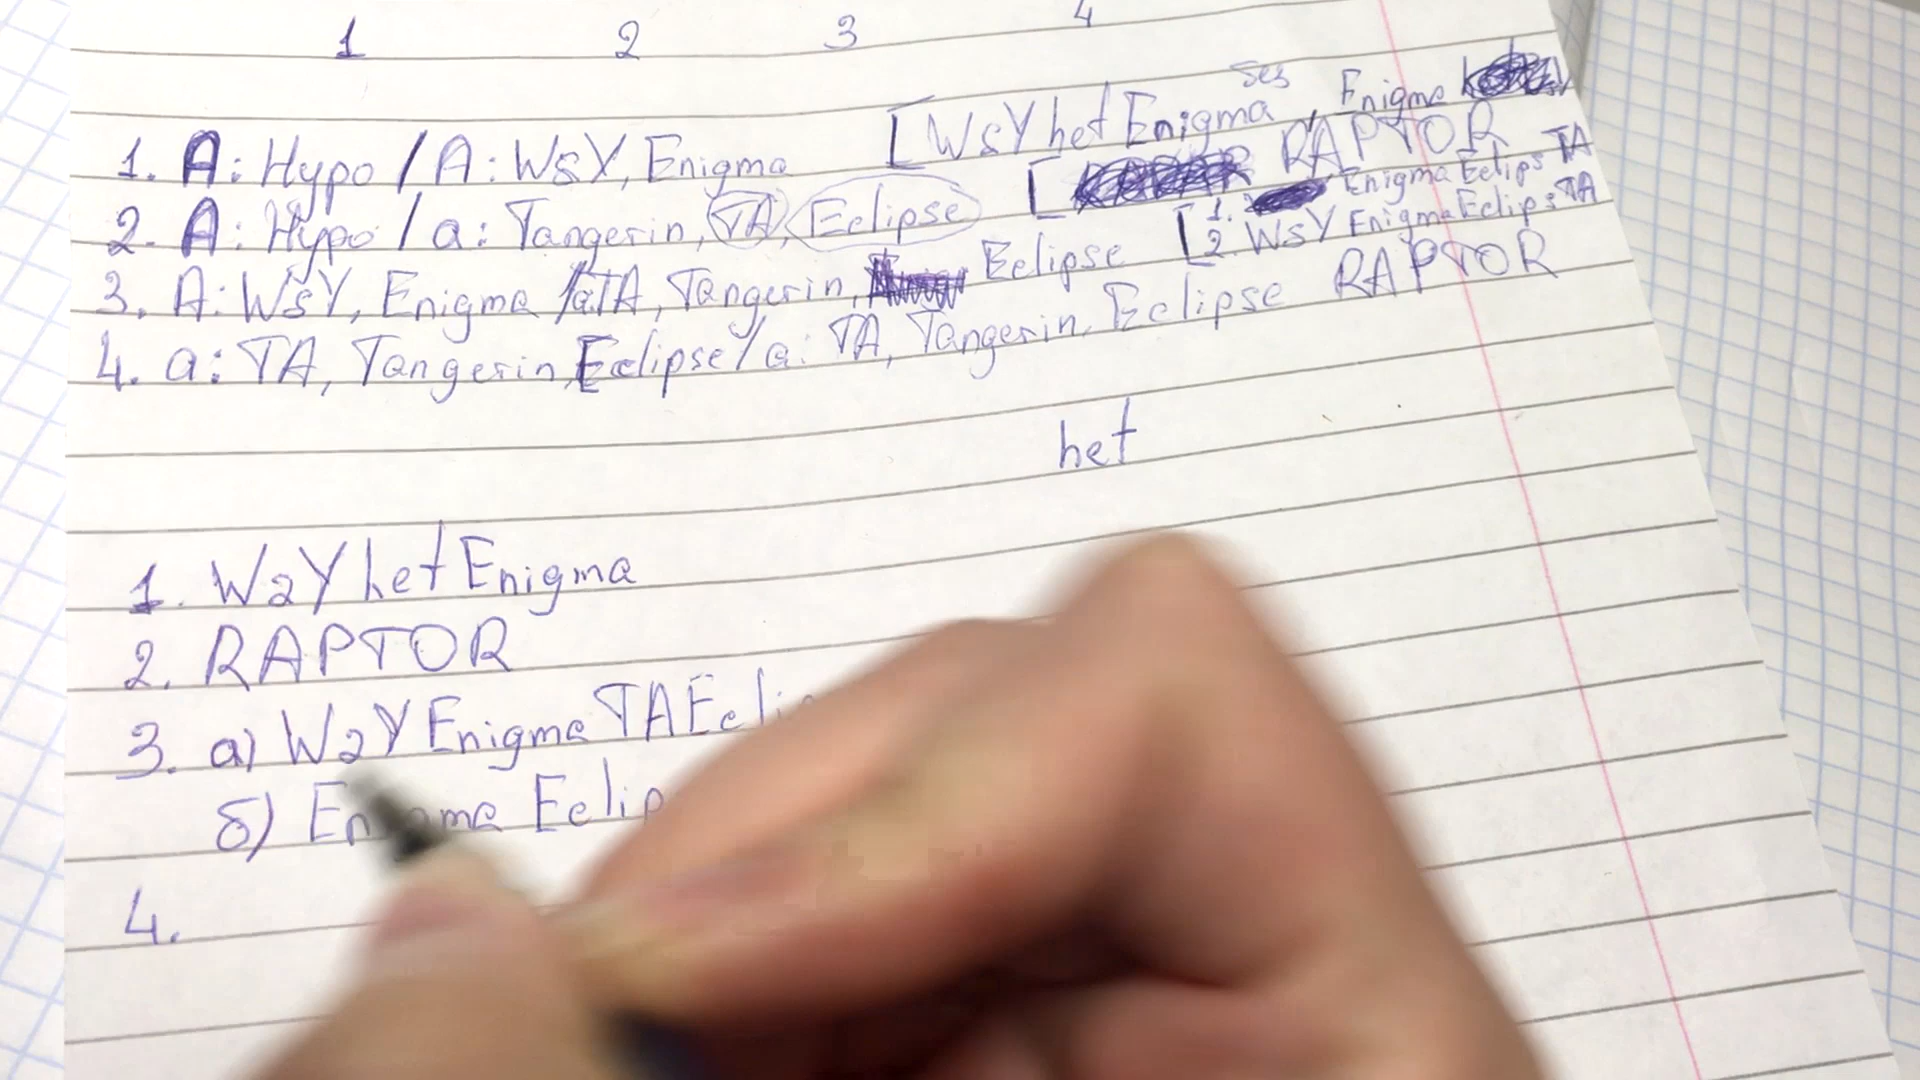 1 2 3 4
1. A: Hypo / A: WsY, Enigma [WsY het Enigma ses, Enigma
2. A: Hypo / a: Tangerin, TA, Eclipse [ RAPTOR
3. A: WsY, Enigma / a: TA, Tangerin, Eclipse [1. Enigma Eclips TA
2. WsY Enigma Eclips TA
4. a: TA, Tangerin, Eclipse / a: TA, Tangerin, Eclipse RAPTOR
het
1. W2Y het Enigma
2. RAPTOR
3. a) W2Y Enigma TA Eclip
б) Enigma Eclip
4.